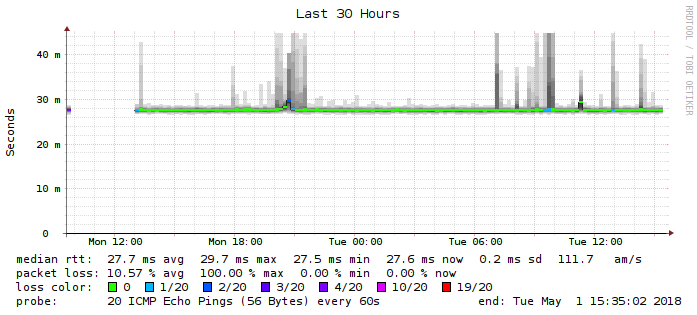 Last 30 Hours
RRDTOOL / TOBI OETIKER
Seconds
40 m
30 m
20 m
10 m
0
Mon 12:00 Mon 18:00 Tue 00:00 Tue 06:00 Tue 12:00
median rtt: 27.7 ms avg 29.7 ms max 27.5 ms min 27.6 ms now 0.2 ms sd 111.7 am/s
packet loss: 10.57 % avg 100.00 % max 0.00 % min 0.00 % now
loss color: 0 1/20 2/20 3/20 4/20 10/20 19/20
probe: 20 ICMP Echo Pings (56 Bytes) every 60s end: Tue May 1 15:35:02 2018